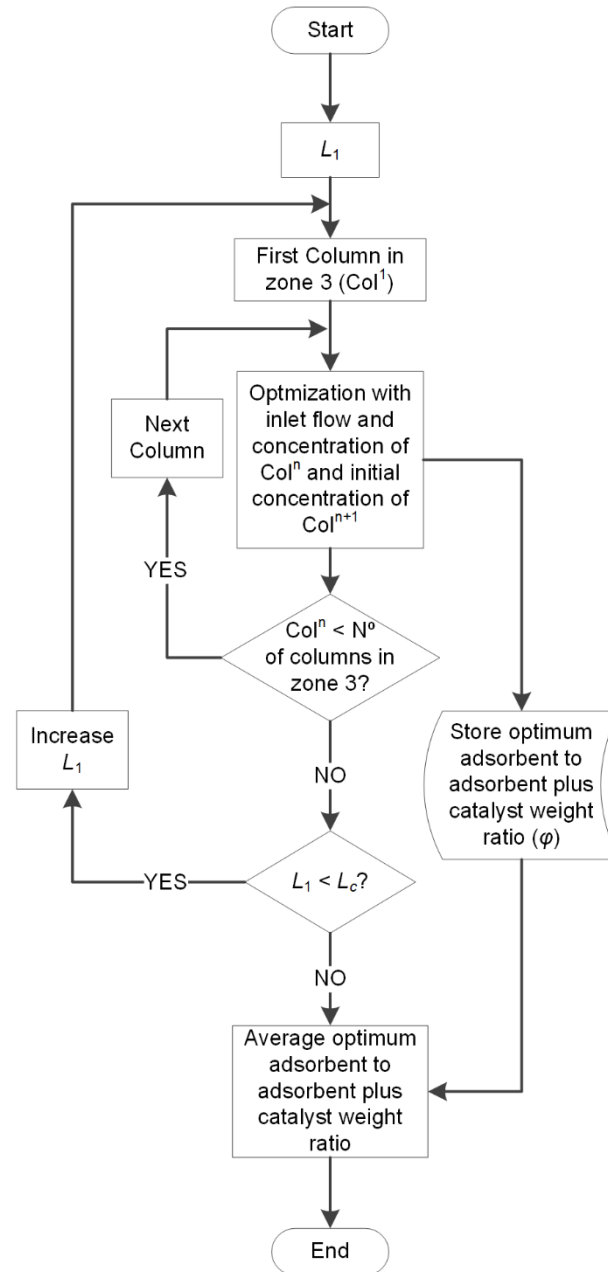 Start
L₁
First Column in
zone 3 (Col¹)
Optmization with
inlet flow and
concentration of
Colⁿ and initial
concentration of
Colⁿ⁺¹
Next
Column
YES
Colⁿ < Nº
of columns in
zone 3?
Increase
L₁
NO
Store optimum
adsorbent to
adsorbent plus
catalyst weight
ratio (φ)
L₁ < L꜀?
YES
NO
Average optimum
adsorbent to
adsorbent plus
catalyst weight
ratio
End